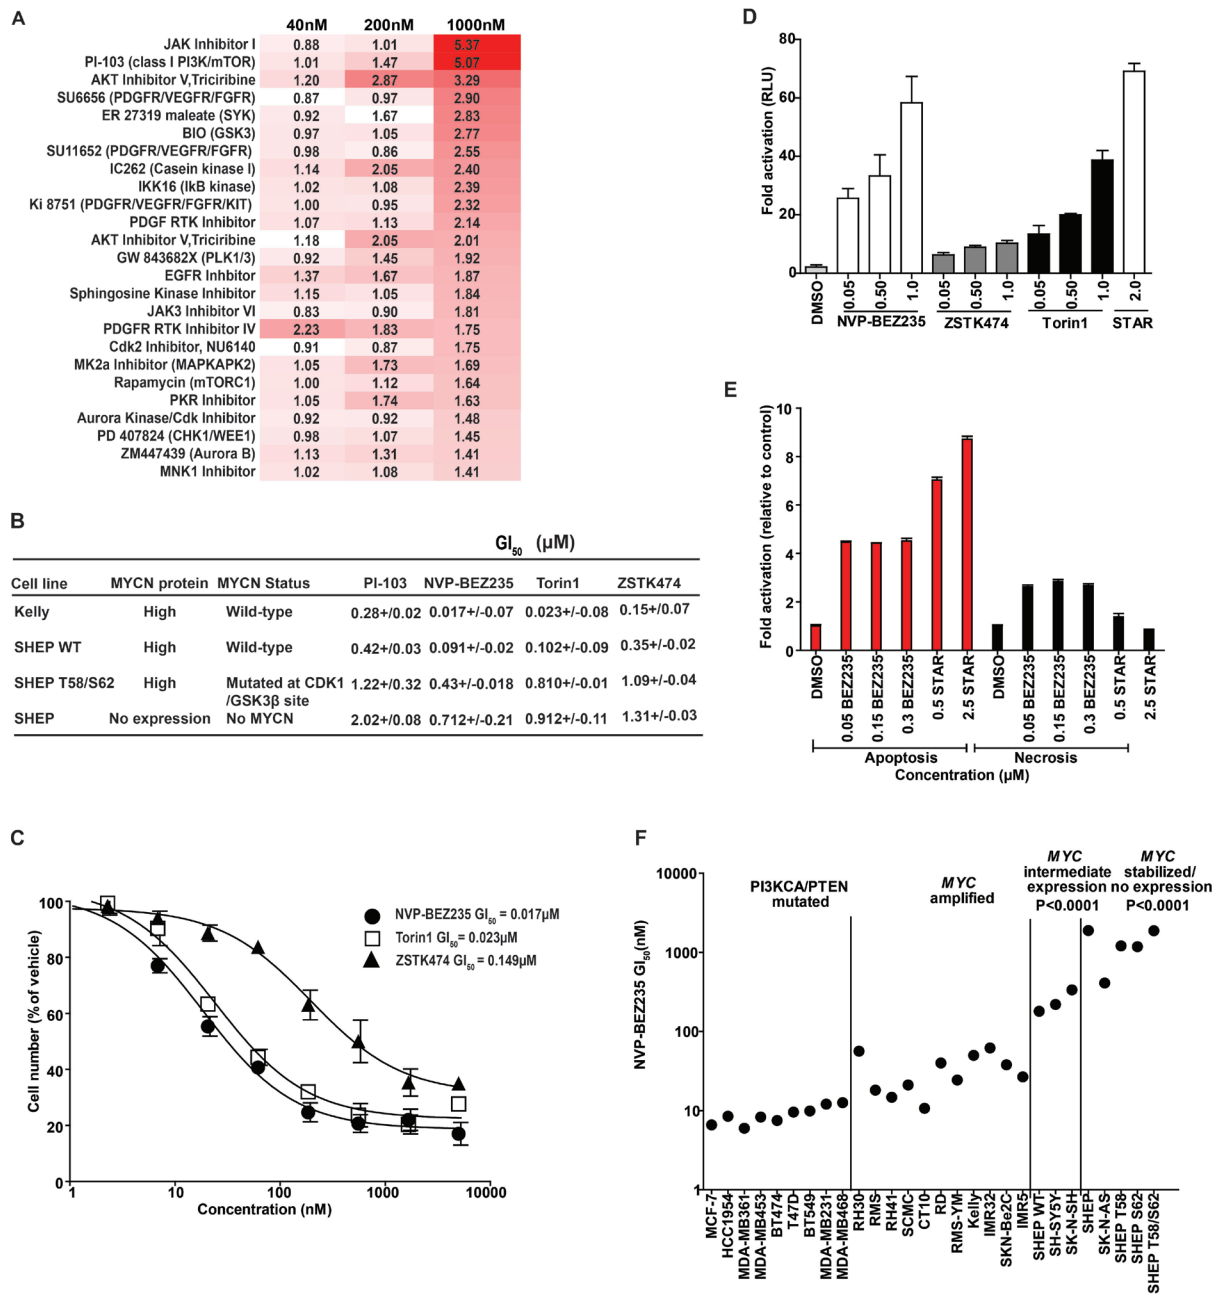 A
40nM 200nM 1000nM
JAK Inhibitor I 0.88 1.01 5.37
PI-103 (class I PI3K/mTOR) 1.01 1.47 5.07
AKT Inhibitor V,Triciribine 1.20 2.87 3.29
SU6656 (PDGFR/VEGFR/FGFR) 0.87 0.97 2.90
ER 27319 maleate (SYK) 0.92 1.67 2.83
BIO (GSK3) 0.97 1.05 2.77
SU11652 (PDGFR/VEGFR/FGFR) 0.98 0.86 2.55
IC262 (Casein kinase I) 1.14 2.05 2.40
IKK16 (IkB kinase) 1.02 1.08 2.39
Ki 8751 (PDGFR/VEGFR/FGFR/KIT) 1.00 0.95 2.32
PDGF RTK Inhibitor 1.07 1.13 2.14
AKT Inhibitor V,Triciribine 1.18 2.05 2.01
GW 843682X (PLK1/3) 0.92 1.45 1.92
EGFR Inhbitor 1.37 1.67 1.87
Sphingosine Kinase Inhibitor 1.15 1.05 1.84
JAK3 Inhibitor VI 0.83 0.90 1.81
PDGFR RTK Inhibitor IV 2.23 1.83 1.75
Cdk2 Inhibitor, NU6140 0.91 0.87 1.75
MK2a Inhibitor (MAPKAPK2) 1.05 1.73 1.69
Rapamycin (mTORC1) 1.00 1.12 1.64
PKR Inhibitor 1.05 1.74 1.63
Aurora Kinase/Cdk Inhibitor 0.92 0.92 1.48
PD 407824 (CHK1/WEE1) 0.98 1.07 1.45
ZM447439 (Aurora B) 1.13 1.31 1.41
MNK1 Inhibitor 1.02 1.08 1.41
B
GI50 (µM)
Cell line MYCN protein MYCN Status PI-103 NVP-BEZ235 Torin1 ZSTK474
Kelly High Wild-type 0.28+/0.02 0.017+/-0.07 0.023+/-0.08 0.15+/0.07
SHEP WT High Wild-type 0.42+/0.03 0.091+/-0.02 0.102+/-0.09 0.35+/-0.02
SHEP T58/S62 High Mutated at CDK1 1.22+/0.32 0.43+/-0.018 0.810+/-0.01 1.09+/-0.04
/GSK3β site
SHEP No expression No MYCN 2.02+/0.08 0.712+/-0.21 0.912+/-0.11 1.31+/-0.03
C
Cell number (% of vehicle)
100
80
60
40
20
0
1 10 100 1000 10000
Concentration (nM)
NVP-BEZ235 GI50 = 0.017µM
Torin1 GI50 = 0.023µM
ZSTK474 GI50 = 0.149µM
D
Fold activation (RLU)
80
60
40
20
0
DMSO 0.05 0.50 1.0 0.05 0.50 1.0 0.05 0.50 1.0 2.0
NVP-BEZ235 ZSTK474 Torin1 STAR
E
Fold activation (relative to control)
10
8
6
4
2
0
DMSO 0.05 BEZ235 0.15 BEZ235 0.3 BEZ235 0.5 STAR 2.5 STAR DMSO 0.05 BEZ235 0.15 BEZ235 0.3 BEZ235 0.5 STAR 2.5 STAR
Apoptosis Necrosis
Concentration (µM)
F
NVP-BEZ235 GI50(nM)
10000
1000
100
10
1
PI3KCA/PTEN
mutated
MYC
amplified
MYC
intermediate
expression
P<0.0001
MYC
stabilized/
no expression
P<0.0001
MCF-7 HCC1954 MDA-MB361 MDA-MB453 BT474 T47D BT549 MDA-MB231 MDA-MB468 RH30 RMS RH41 SCMC CT10 RD RMS-YM Kelly IMR32 SKN-Be2C IMR5 SHEP WT SH-SY5Y SK-N-SH SHEP SK-N-AS SHEP T58 SHEP S62 SHEP T58/S62